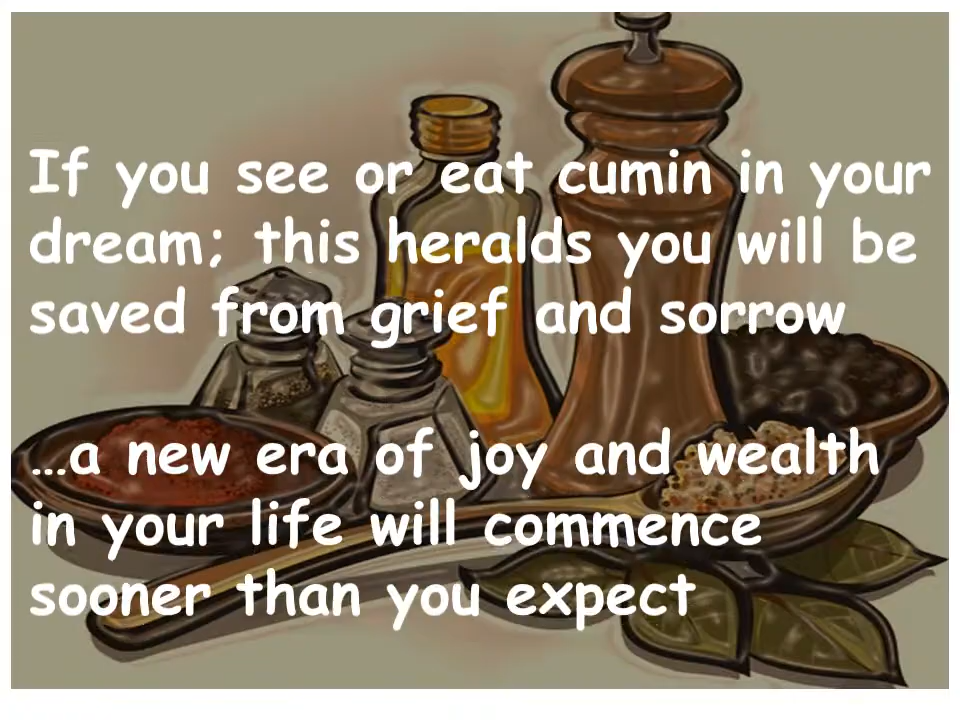 If you see or eat cumin in your
dream; this heralds you will be
saved from grief and sorrow
...a new era of joy and wealth
in your life will commence
sooner than you expect